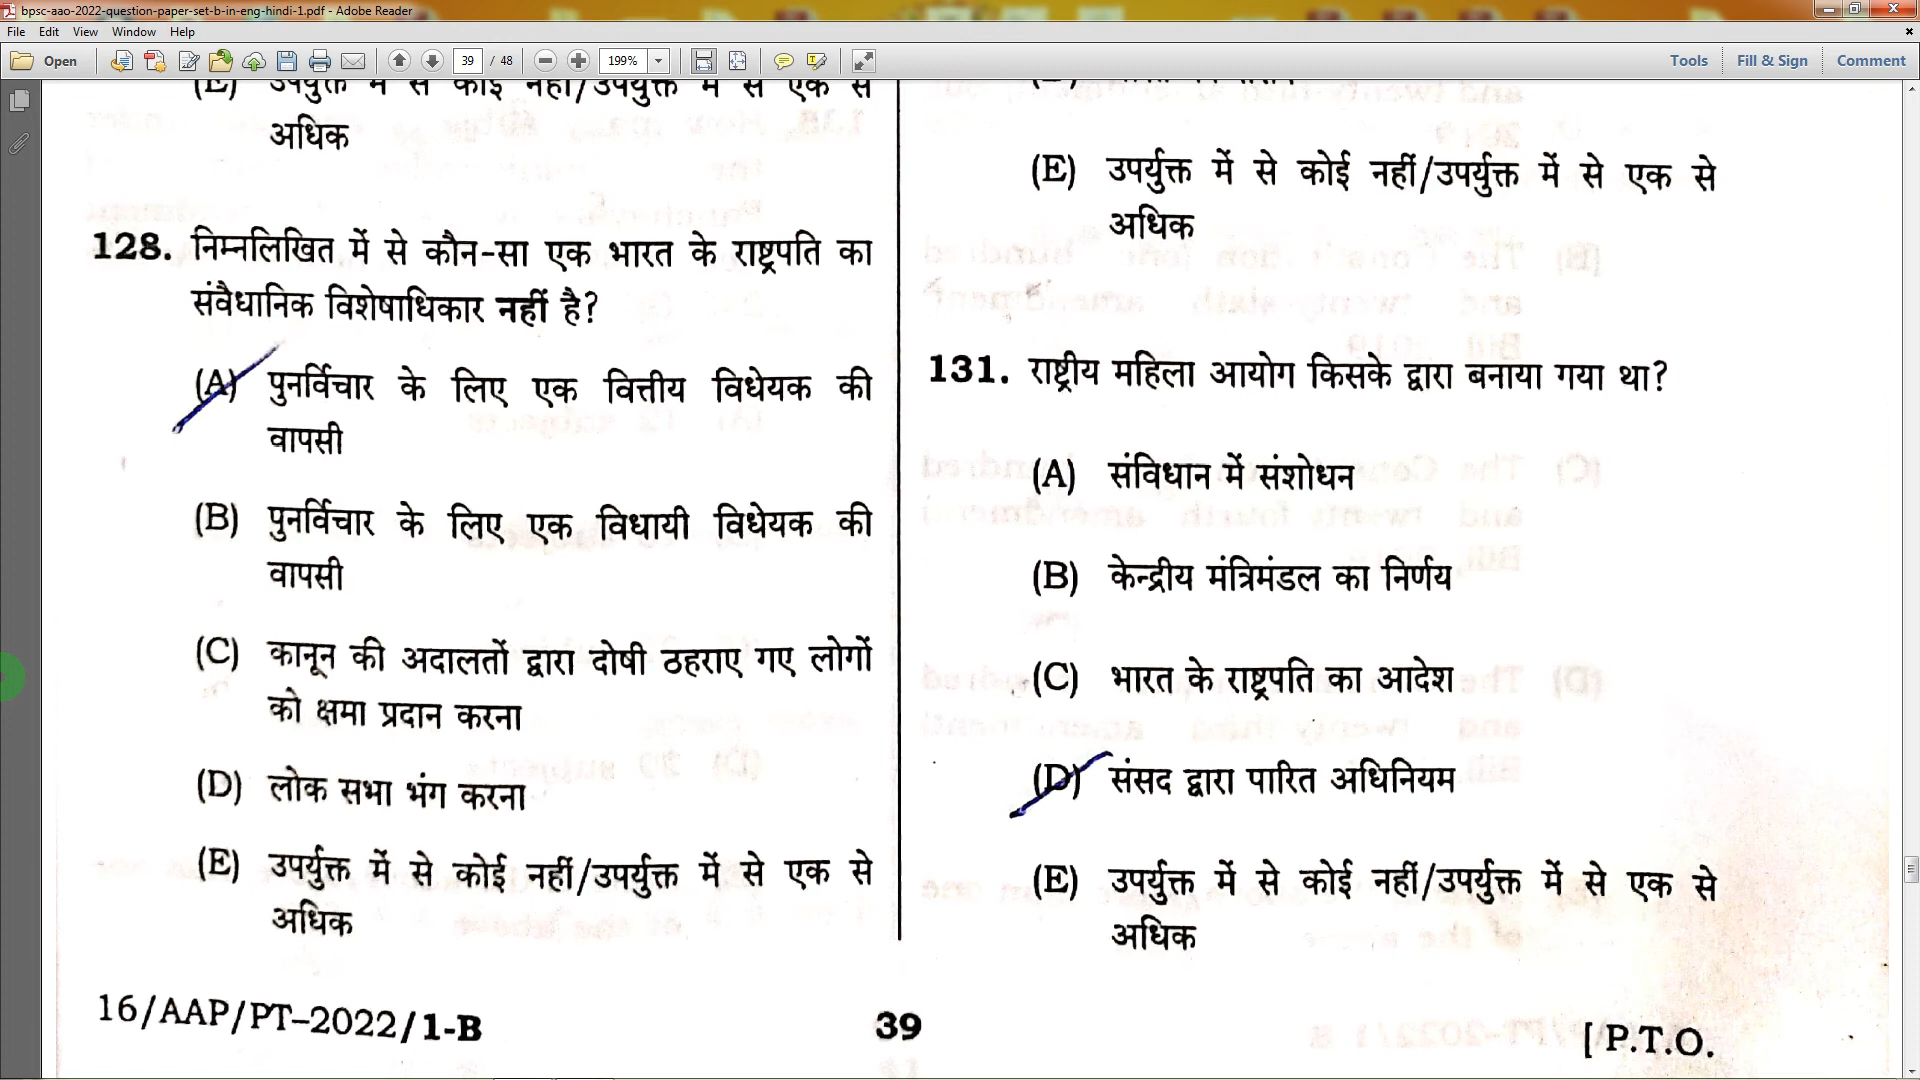 bpsc-aao-2022-question-paper-set-b-in-eng-hindi-1.pdf - Adobe Reader
File Edit View Window Help
Open 39 / 48 199% Tools Fill & Sign Comment
(E) उपर्युक्त में से कोई नहीं/उपर्युक्त में से एक से
अधिक
128. निम्नलिखित में से कौन-सा एक भारत के राष्ट्रपति का
संवैधानिक विशेषाधिकार नहीं है?
(A) पुनर्विचार के लिए एक वित्तीय विधेयक की
वापसी
(B) पुनर्विचार के लिए एक विधायी विधेयक की
वापसी
(C) कानून की अदालतों द्वारा दोषी ठहराए गए लोगों
को क्षमा प्रदान करना
(D) लोक सभा भंग करना
(E) उपर्युक्त में से कोई नहीं/उपर्युक्त में से एक से
अधिक
(E) उपर्युक्त में से कोई नहीं/उपर्युक्त में से एक से
अधिक
131. राष्ट्रीय महिला आयोग किसके द्वारा बनाया गया था?
(A) संविधान में संशोधन
(B) केन्द्रीय मंत्रिमंडल का निर्णय
(C) भारत के राष्ट्रपति का आदेश
(D) संसद द्वारा पारित अधिनियम
(E) उपर्युक्त में से कोई नहीं/उपर्युक्त में से एक से
अधिक
16/AAP/PT–2022/1-B
39
[ P.T.O.